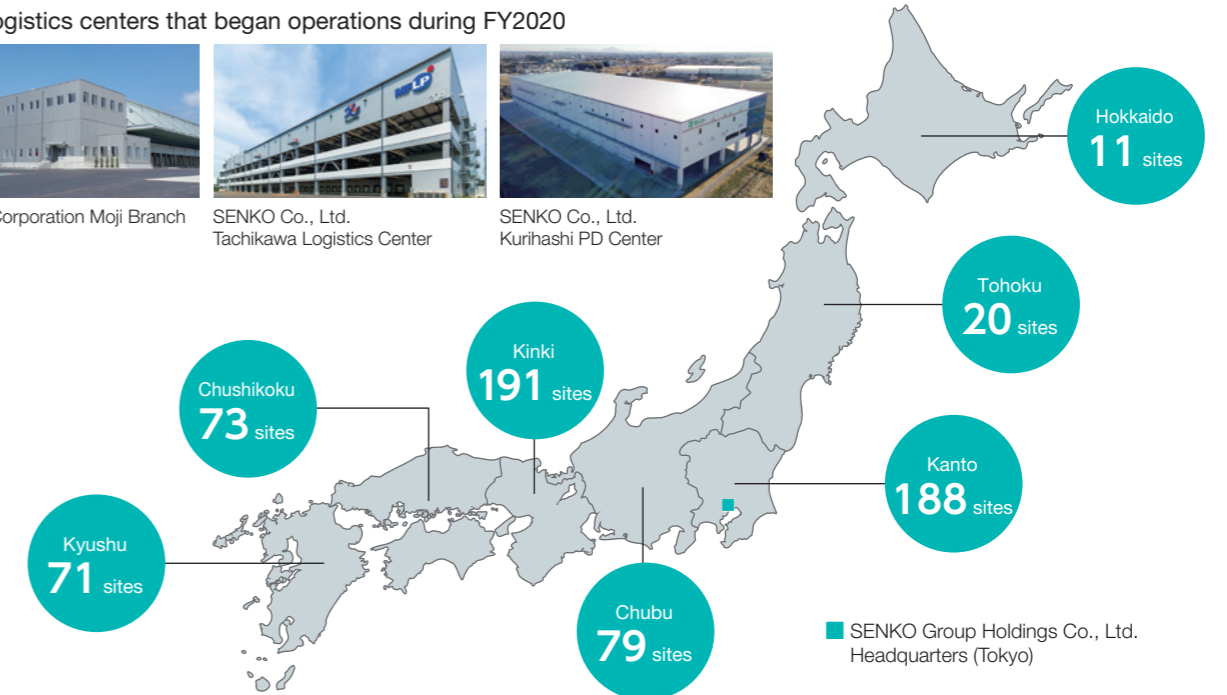 ogistics centers that began operations during FY2020
Corporation Moji Branch
SENKO Co., Ltd.
Tachikawa Logistics Center
SENKO Co., Ltd.
Kurihashi PD Center
Hokkaido
11 sites
Tohoku
20 sites
Kinki
191 sites
Chushikoku
73 sites
Kanto
188 sites
Kyushu
71 sites
Chubu
79 sites
SENKO Group Holdings Co., Ltd.
Headquarters (Tokyo)